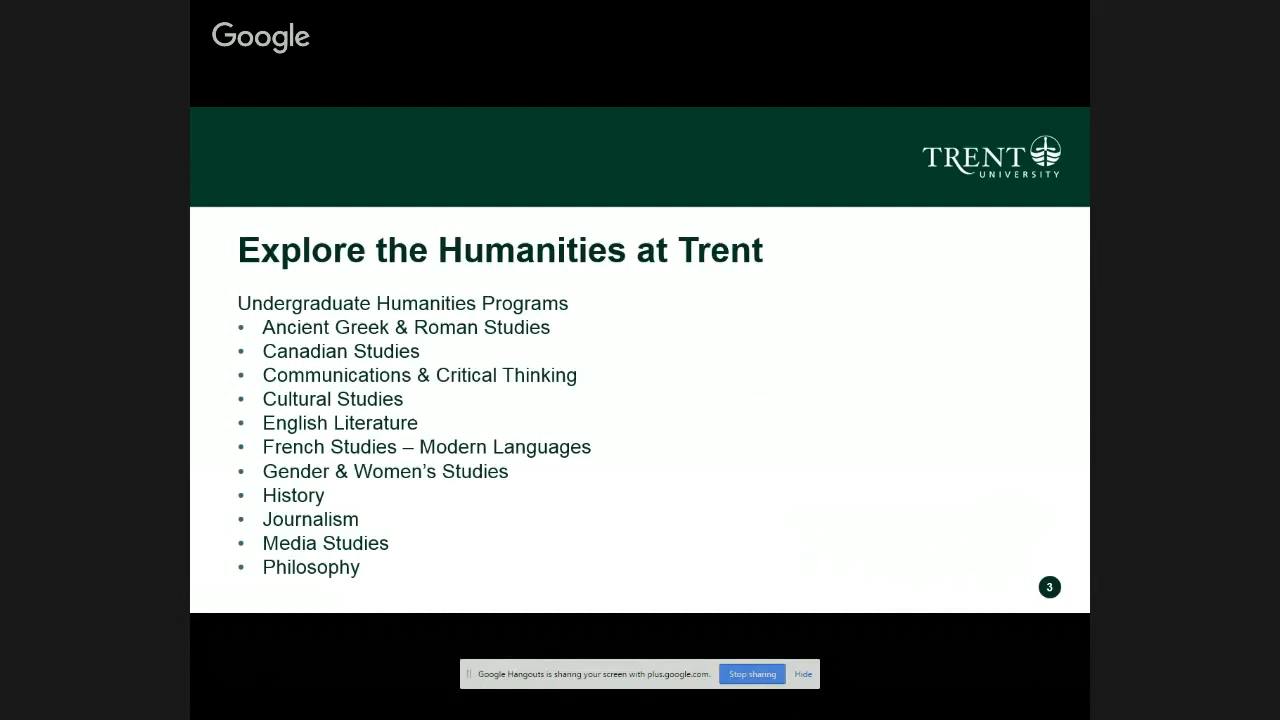 Google
TRENT
UNIVERSITY
Explore the Humanities at Trent
Undergraduate Humanities Programs
• Ancient Greek & Roman Studies
• Canadian Studies
• Communications & Critical Thinking
• Cultural Studies
• English Literature
• French Studies – Modern Languages
• Gender & Women’s Studies
• History
• Journalism
• Media Studies
• Philosophy
3
Google Hangouts is sharing your screen with plus.google.com. Stop sharing Hide